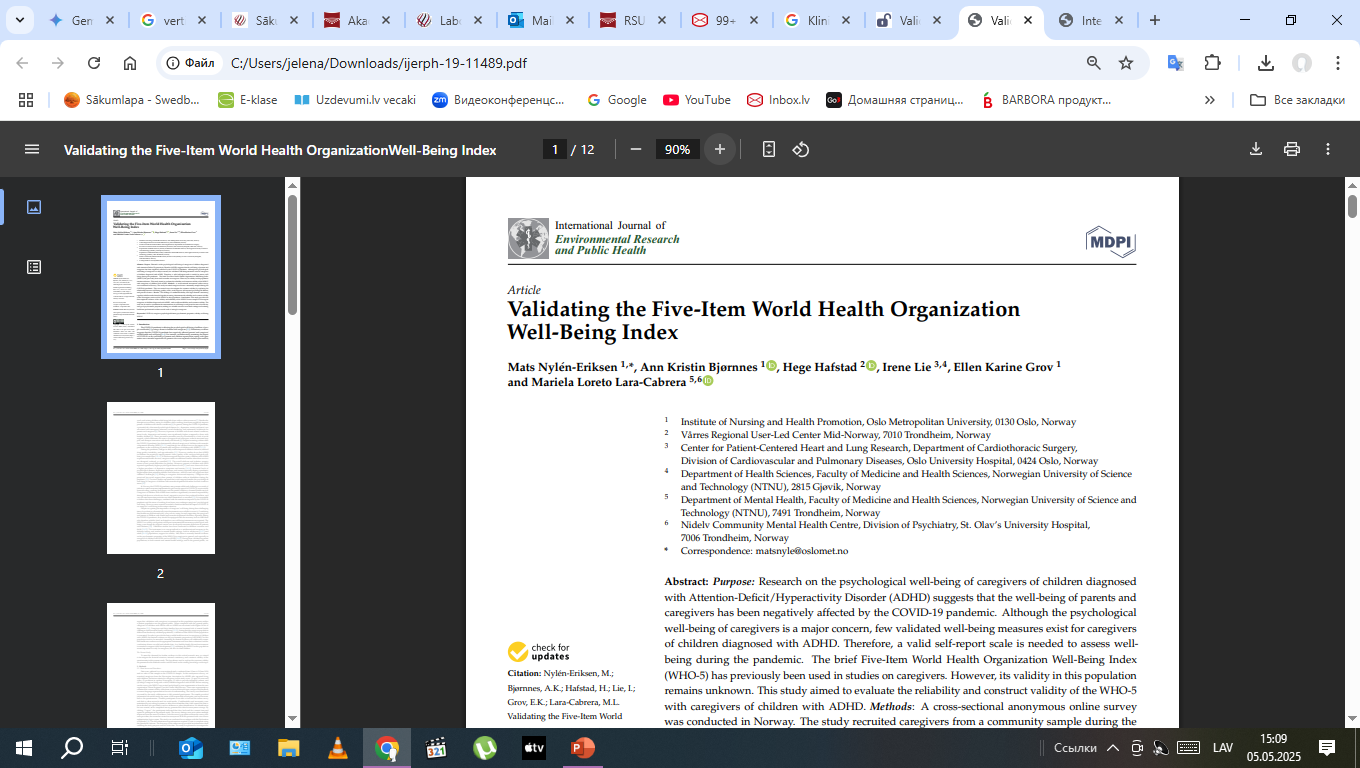 Gen
vert
Säku
Aka
Lab
Mai
RSU
99+
Klin
Vali
Vali
Inte
Файл
C:/Users/jelena/Downloads/ijerph-19-11489.pdf
Sākumlapa - Swedb...
E-klase
Uzdevumi.lv vecaki
Видеоконференцс...
Google
YouTube
Inbox.lv
Домашняя страниц...
BARBORA продукт...
Все закладки
Validating the Five-Item World Health OrganizationWell-Being Index
1 / 12
90%
1
2
International Journal of
Environmental Research
and Public Health
MDPI
Article
Validating the Five-Item World Health Organization
Well-Being Index
Mats Nylén-Eriksen 1,*, Ann Kristin Bjørnnes 1, Hege Hafstad 2, Irene Lie 3,4, Ellen Karine Grov 1
and Mariela Loreto Lara-Cabrera 5,6
1 Institute of Nursing and Health Promotion, Oslo Metropolitan University, 0130 Oslo, Norway
2 Vårres Regional User-Led Center Mid-Norway, 7010 Trondheim, Norway
3 Center for Patient-Centered Heart and Lung Research, Department of Cardiothoracic Surgery,
Division of Cardiovascular and Pulmonary Diseases, Oslo University Hospital, 0424 Oslo, Norway
4 Department of Health Sciences, Faculty of Medicine and Health Sciences, Norwegian University of Science
and Technology (NTNU), 2815 Gjøvik, Norway
5 Department of Mental Health, Faculty of Medicine and Health Sciences, Norwegian University of Science and
Technology (NTNU), 7491 Trondheim, Norway
6 Nidelv Community Mental Health Centre, Division of Psychiatry, St. Olav's University Hospital,
7006 Trondheim, Norway
* Correspondence: matsnyle@oslomet.no
Abstract: Purpose: Research on the psychological well-being of caregivers of children diagnosed
with Attention-Deficit/Hyperactivity Disorder (ADHD) suggests that the well-being of parents and
caregivers has been negatively affected by the COVID-19 pandemic. Although the psychological
well-being of caregivers is a major concern, few validated well-being measures exist for caregivers
of children diagnosed with ADHD. Therefore, a valid self-report scale is needed to assess well-
being during the pandemic. The brief Five-Item World Health Organization Well-Being Index
(WHO-5) has previously been used in studies on caregivers. However, its validity in this population
remains unknown. This study aimed to evaluate the reliability and construct validity of the WHO-5
with caregivers of children with ADHD. Methods: A cross-sectional anonymous online survey
was conducted in Norway. The study recruited caregivers from a community sample during the
check for
updates
Citation: Nylén-Eriksen, M.;
Bjørnnes, A.K.; Hafstad, H.; Lie, I.;
Grov, E.K.; Lara-Cabrera, M.L.
Validating the Five-Item World
Ссылки
LAV
15:09
05.05.2025